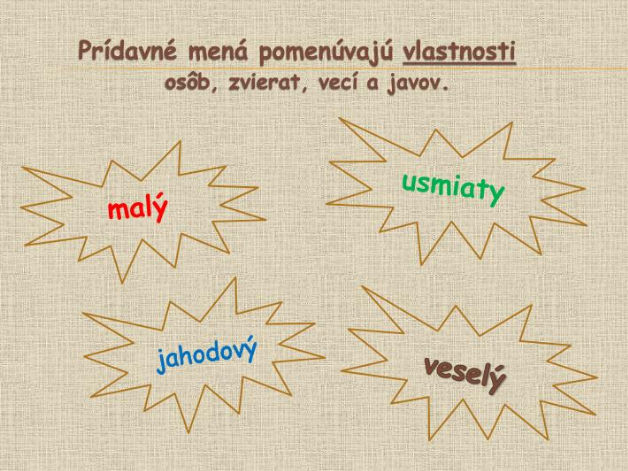 Prídavné mená pomenúvajú vlastnosti
osôb, zvierat, vecí a javov.
malý
usmiaty
jahodový
veselý